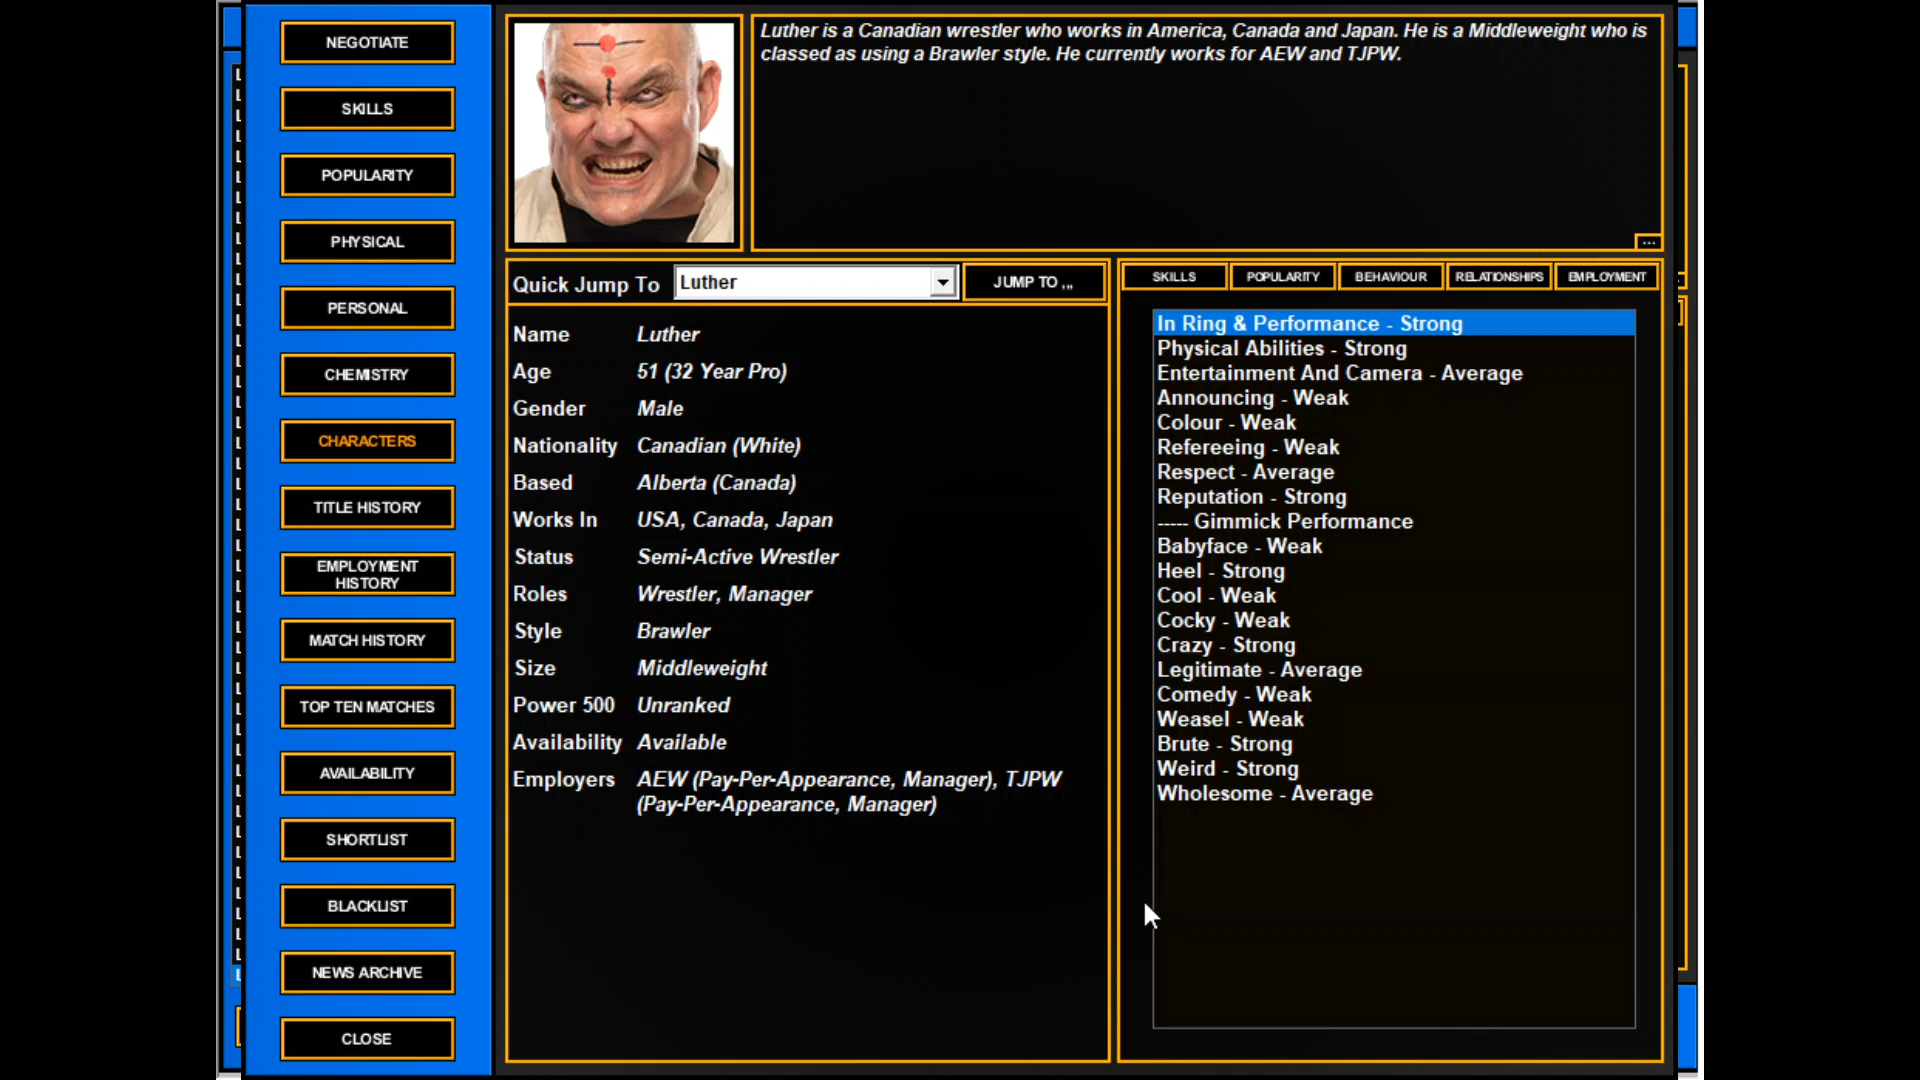 NEGOTIATE
SKILLS
POPULARITY
PHYSICAL
PERSONAL
CHEMISTRY
CHARACTERS
TITLE HISTORY
EMPLOYMENT
HISTORY
MATCH HISTORY
TOP TEN MATCHES
AVAILABILITY
SHORTLIST
BLACKLIST
NEWS ARCHIVE
CLOSE
Luther is a Canadian wrestler who works in America, Canada and Japan. He is a Middleweight who is
classed as using a Brawler style. He currently works for AEW and TJPW.
...
Quick Jump To Luther JUMP TO ,,,
Name Luther
Age 51 (32 Year Pro)
Gender Male
Nationality Canadian (White)
Based Alberta (Canada)
Works In USA, Canada, Japan
Status Semi-Active Wrestler
Roles Wrestler, Manager
Style Brawler
Size Middleweight
Power 500 Unranked
Availability Available
Employers AEW (Pay-Per-Appearance, Manager), TJPW
(Pay-Per-Appearance, Manager)
SKILLS POPULARITY BEHAVIOUR RELATIONSHIPS EMPLOYMENT
In Ring & Performance - Strong
Physical Abilities - Strong
Entertainment And Camera - Average
Announcing - Weak
Colour - Weak
Refereeing - Weak
Respect - Average
Reputation - Strong
----- Gimmick Performance
Babyface - Weak
Heel - Strong
Cool - Weak
Cocky - Weak
Crazy - Strong
Legitimate - Average
Comedy - Weak
Weasel - Weak
Brute - Strong
Weird - Strong
Wholesome - Average